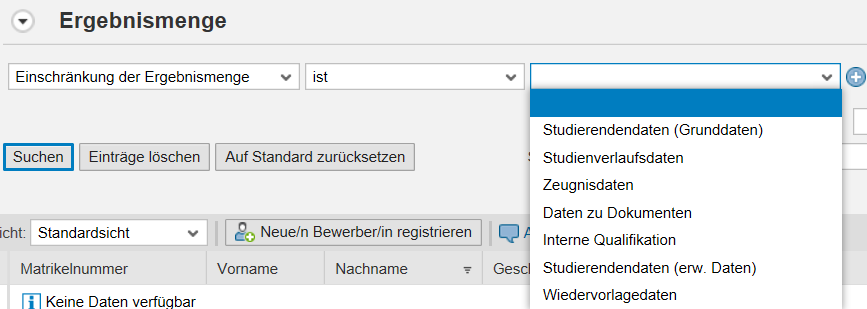 Ergebnismenge
Einschränkung der Ergebnismenge ist
Studierendendaten (Grunddaten)
Suchen Einträge löschen Auf Standard zurücksetzen
Studienverlaufsdaten
Zeugnisdaten
Daten zu Dokumenten
icht: Standardsicht Neue/n Bewerber/in registrieren
Interne Qualifikation
Matrikelnummer Vorname Nachname Gesc
Studierendendaten (erw. Daten)
Keine Daten verfügbar
Wiedervorlagedaten